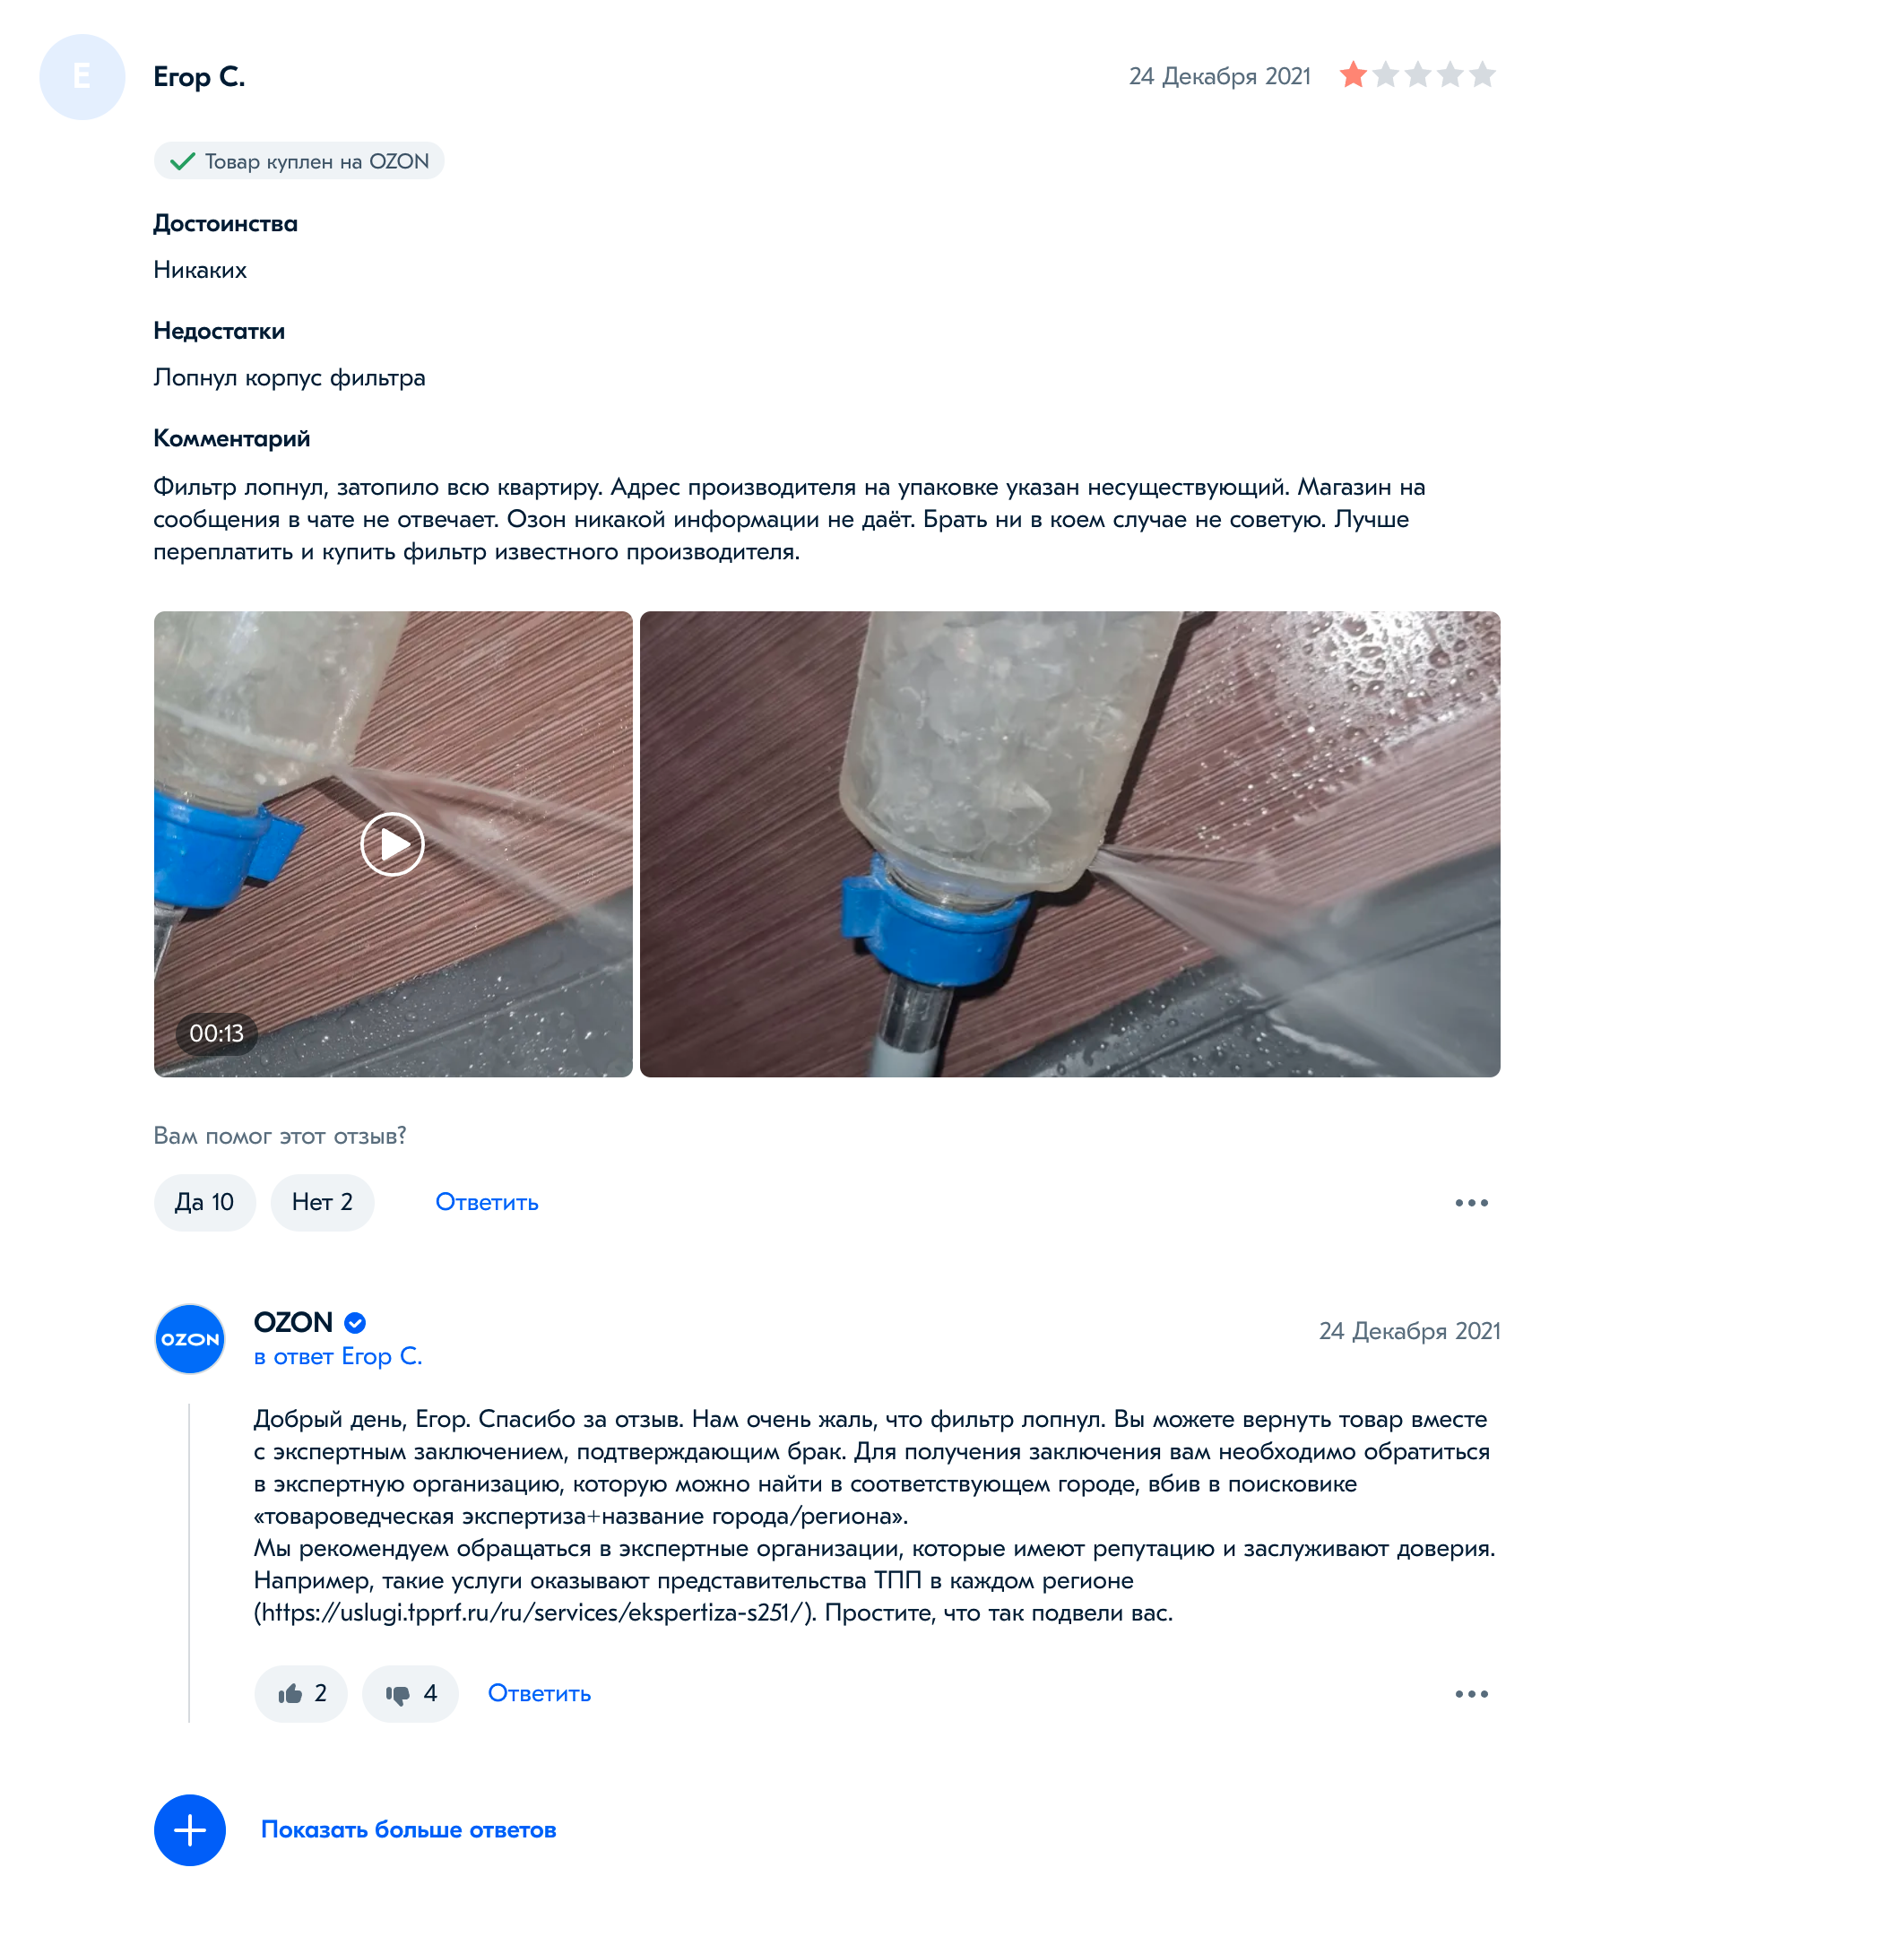 Е
Егор С.
24 Декабря 2021
Товар куплен на OZON
Достоинства
Никаких
Недостатки
Лопнул корпус фильтра
Комментарий
Фильтр лопнул, затопило всю квартиру. Адрес производителя на упаковке указан несуществующий. Магазин на
сообщения в чате не отвечает. Озон никакой информации не даёт. Брать ни в коем случае не советую. Лучше
переплатить и купить фильтр известного производителя.
00:13
Вам помог этот отзыв?
Да 10 Нет 2 Ответить
OZON
OZON
24 Декабря 2021
в ответ Егор С.
Добрый день, Егор. Спасибо за отзыв. Нам очень жаль, что фильтр лопнул. Вы можете вернуть товар вместе
с экспертным заключением, подтверждающим брак. Для получения заключения вам необходимо обратиться
в экспертную организацию, которую можно найти в соответствующем городе, вбив в поисковике
«товароведческая экспертиза+название города/региона».
Мы рекомендуем обращаться в экспертные организации, которые имеют репутацию и заслуживают доверия.
Например, такие услуги оказывают представительства ТПП в каждом регионе
(https://uslugi.tpprf.ru/ru/services/ekspertiza-s251/). Простите, что так подвели вас.
2 4 Ответить
Показать больше ответов